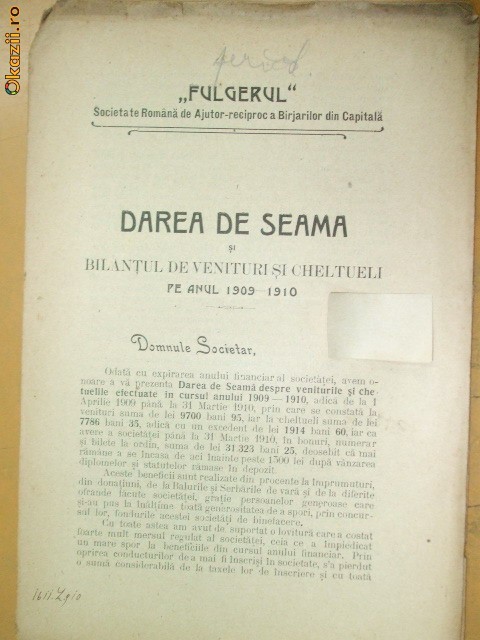 Okazii.ro
period.
„FULGERUL“
Societate Română de Ajutor-reciproc a Birjarilor din Capitală
DAREA DE SEAMA
și
BILANȚUL DE VENITURI ȘI CHELTUELI
PE ANUL 1909 - 1910
Domnule Societar,
Odată cu expirarea anului financiar al societăței, avem o-
noare a vă prezenta Darea de Seamă despre veniturile și che-
tuelile efectuate în cursul anului 1909—1910, adică de la 1
Aprilie 1909 până la 31 Martie 1910, prin care se constată la
venituri suma de lei 9700 bani 95, iar la cheltueli suma de lei
7786 bani 35, adică cu un excedent de lei 1914 bani 60, iar ca
avere a societăței până la 31 Martie 1910, în bonuri, numerar
și bilete la ordin, suma de lei 31323 bani 25, deosebit că mai
rămâne a se încasa de aci înainte peste 1500 lei după vânzarea
diplomelor și statutelor rămase în depozit.
Aceste beneficii sunt realizate din procente la împrumuturi,
din donațiuni, de la Balurile și Serbările de vară și de la diferite
ofrande făcute societăței, grație persoanelor generoase care
și-au pus la înălțime toată generositatea de a spori, prin concur-
sul lor, fondurile acestei societăți de binefacere.
Cu toate astea am avut de suportat o lovitură care a costat
foarte mult mersul regulat al societăței, ceia ce a împiedicat
un mare spor la beneficiile din cursul anului financiar. Prin
oprirea conductorilor de a mai fi înscriși în societate, s'a pierdut
o sumă considerabilă de la taxele lor de înscriere și cu toată